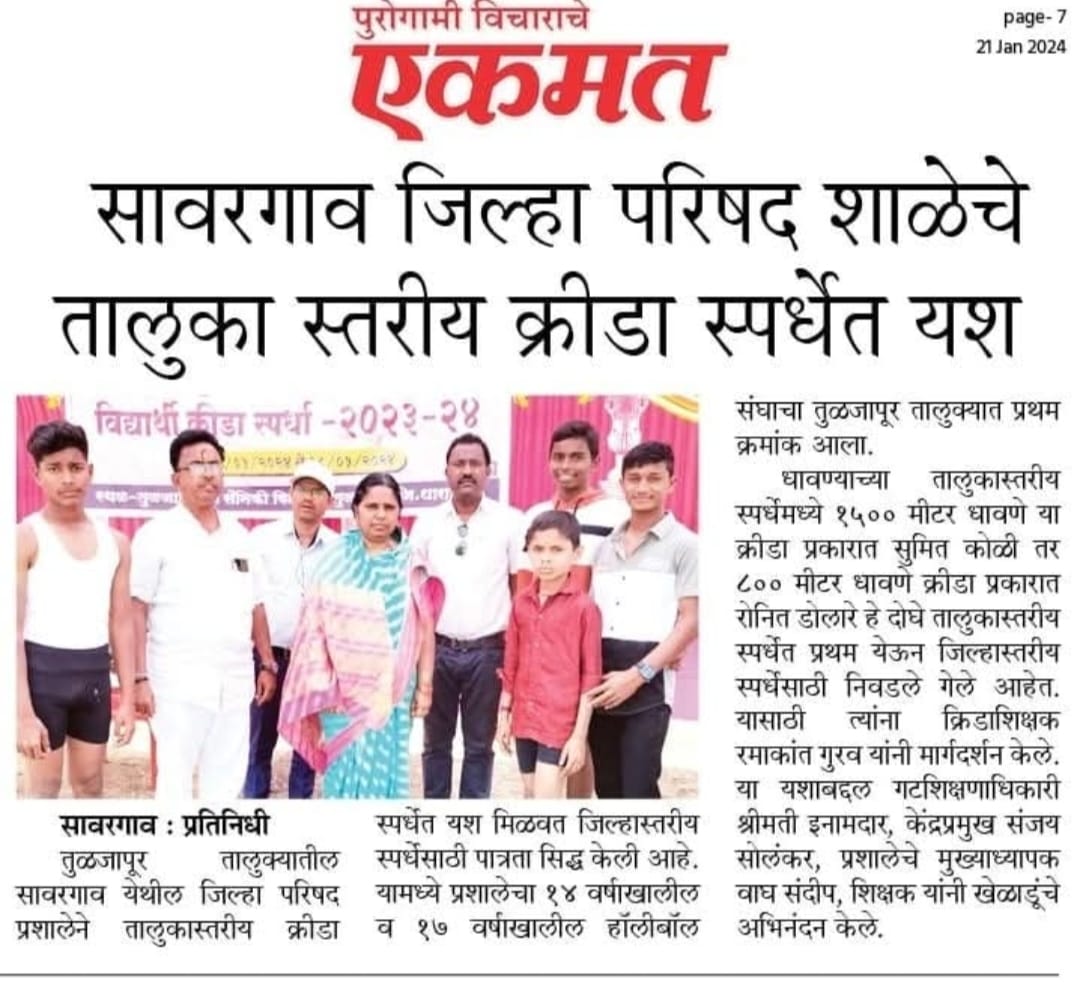 पुरोगामी विचाराचे
एकमत
page- 7
21 Jan 2024
सावरगाव जिल्हा परिषद शाळेचे
तालुका स्तरीय क्रीडा स्पर्धेत यश
विद्यार्थी क्रीडा स्पर्धा -२०२३-२४
सावरगाव : प्रतिनिधी
तुळजापूर तालुक्यातील
सावरगाव येथील जिल्हा परिषद
प्रशालेने तालुकास्तरीय क्रीडा
स्पर्धेत यश मिळवत जिल्हास्तरीय
स्पर्धेसाठी पात्रता सिद्ध केली आहे.
यामध्ये प्रशालेचा १४ वर्षाखालील
व १७ वर्षाखालील हॉलीबॉल
संघाचा तुळजापूर तालुक्यात प्रथम
क्रमांक आला.
धावण्याच्या तालुकास्तरीय
स्पर्धेमध्ये १५०० मीटर धावणे या
क्रीडा प्रकारात सुमित कोळी तर
८०० मीटर धावणे क्रीडा प्रकारात
रोनित डोलारे हे दोघे तालुकास्तरीय
स्पर्धेत प्रथम येऊन जिल्हास्तरीय
स्पर्धेसाठी निवडले गेले आहेत.
यासाठी त्यांना क्रिडाशिक्षक
रमाकांत गुरव यांनी मार्गदर्शन केले.
या यशाबद्दल गटशिक्षणाधिकारी
श्रीमती इनामदार, केंद्रप्रमुख संजय
सोलंकर, प्रशालेचे मुख्याध्यापक
वाघ संदीप, शिक्षक यांनी खेळाडूंचे
अभिनंदन केले.